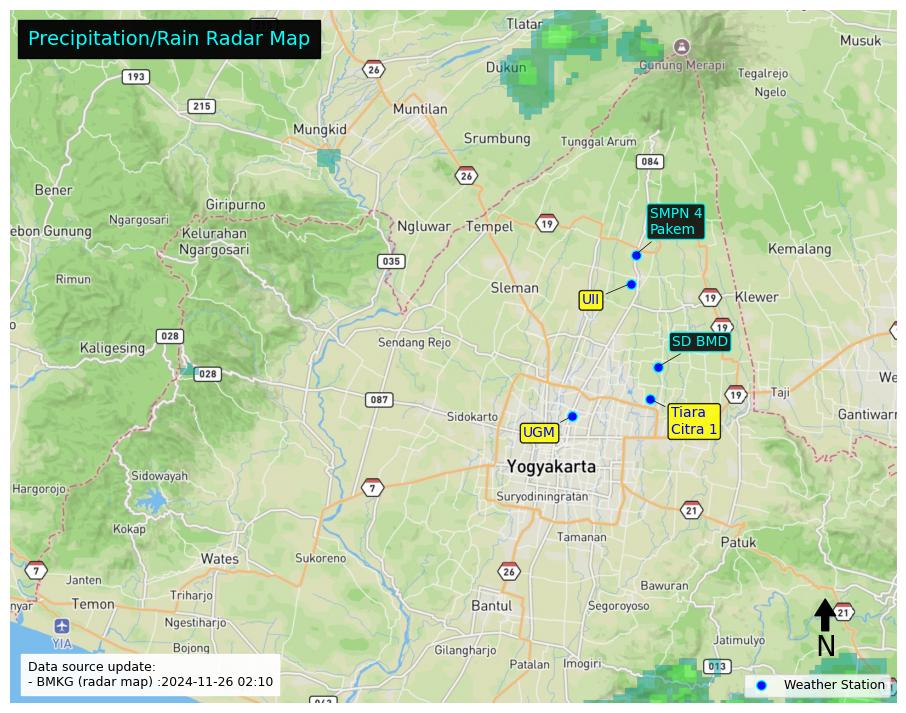 Precipitation/Rain Radar Map
Tlatar
Musuk
193
26
Dukun
Gunung Merapi
Tegalrejo
Ngelo
215
Muntilan
Mungkid
Srumbung
Tunggal Arum
084
26
Bener
Giripurno
SMPN 4
Pakem
Ngargosari
Ngluwar
Tempel
19
ebon Gunung
Kelurahan
Ngargosari
Kemalang
035
Rimun
Sleman
UII
19
Klewer
19
028
Kaligesing
Sendang Rejo
SD BMD
028
We
087
19
Taji
Sidokarto
Tiara
Citra 1
Gantiwarn
UGM
Yogyakarta
Sidowayah
Hargorojo
7
Suryodiningratan
21
Kokap
Tamanan
Patuk
Wates
Sukoreno
7
26
Janten
Bawuran
Triharjo
Temon
Bantul
Segoroyoso
21
nyar
Ngestiharjo
YIA
N
Bojong
Gilangharjo
Jatimulyo
Patalan
Imogiri
013
Data source update:
- BMKG (radar map) :2024-11-26 02:10
Weather Station